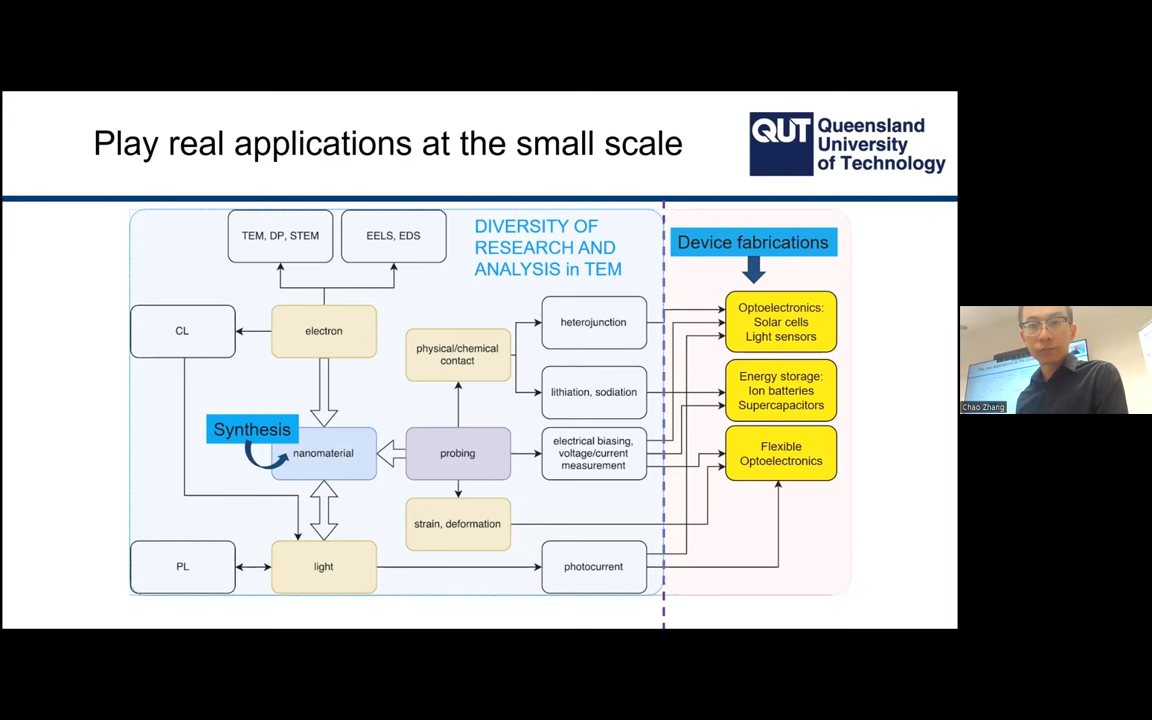 Play real applications at the small scale
QUT
Queensland
University
of Technology
TEM, DP, STEM
EELS, EDS
DIVERSITY OF
RESEARCH AND
ANALYSIS in TEM
Device fabrications
CL
electron
physical/chemical
contact
heterojunction
Optoelectronics:
Solar cells
Light sensors
lithiation, sodiation
Energy storage:
Ion batteries
Supercapacitors
Synthesis
nanomaterial
probing
electrical biasing,
voltage/current
measurement
Flexible
Optoelectronics
strain, deformation
PL
light
photocurrent
Chao Zhang